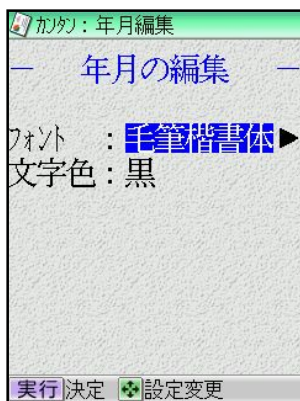 カンタン：年月編集
－　年月の編集　－
フォント　：毛筆楷書体▶
文字色：黒
実行決定　設定変更